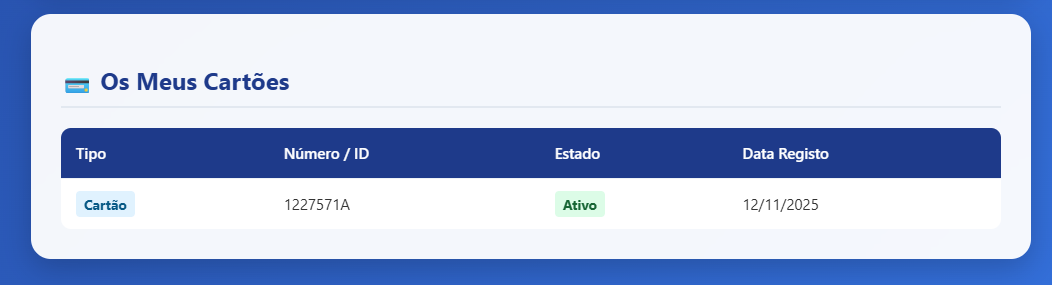 Os Meus Cartões
Tipo Número / ID Estado Data Registo
Cartão 1227571A Ativo 12/11/2025